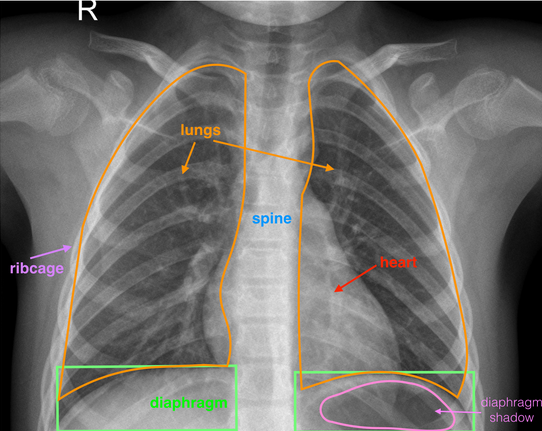 R
lungs
spine
ribcage
heart
diaphragm
diaphragm
shadow